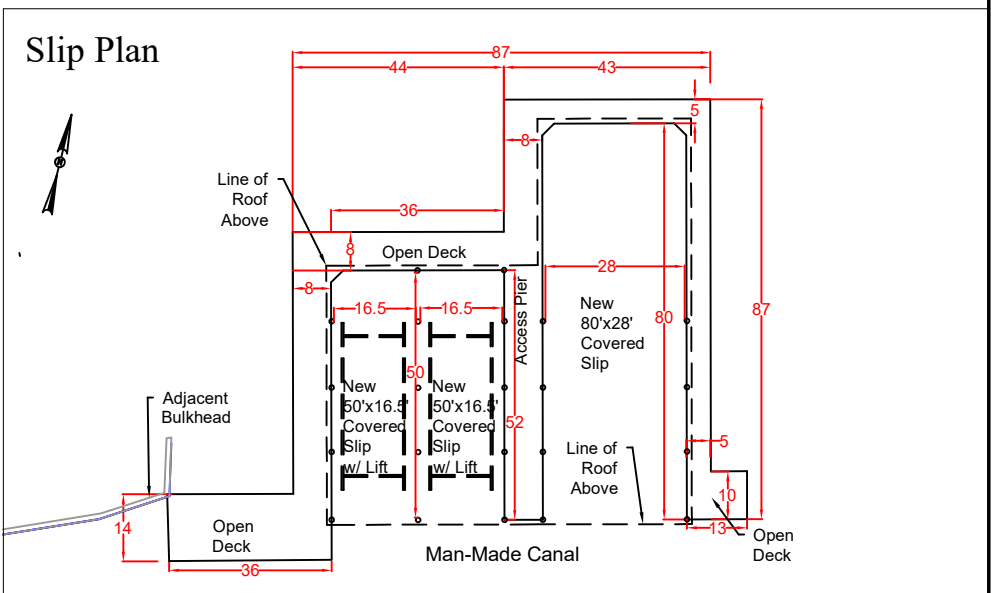 Slip Plan
87
44
43
5
8
Line of
Roof
Above
36
8
Open Deck
8
28
16.5
16.5
Access Pier
New
80'x28'
Covered
Slip
80
87
50
New
50'x16.5'
Covered
Slip
w/ Lift
New
50'x16.5'
Covered
Slip
w/ Lift
52
Adjacent
Bulkhead
Line of
Roof
Above
5
10
13
14
Open
Deck
36
Man-Made Canal
Open
Deck